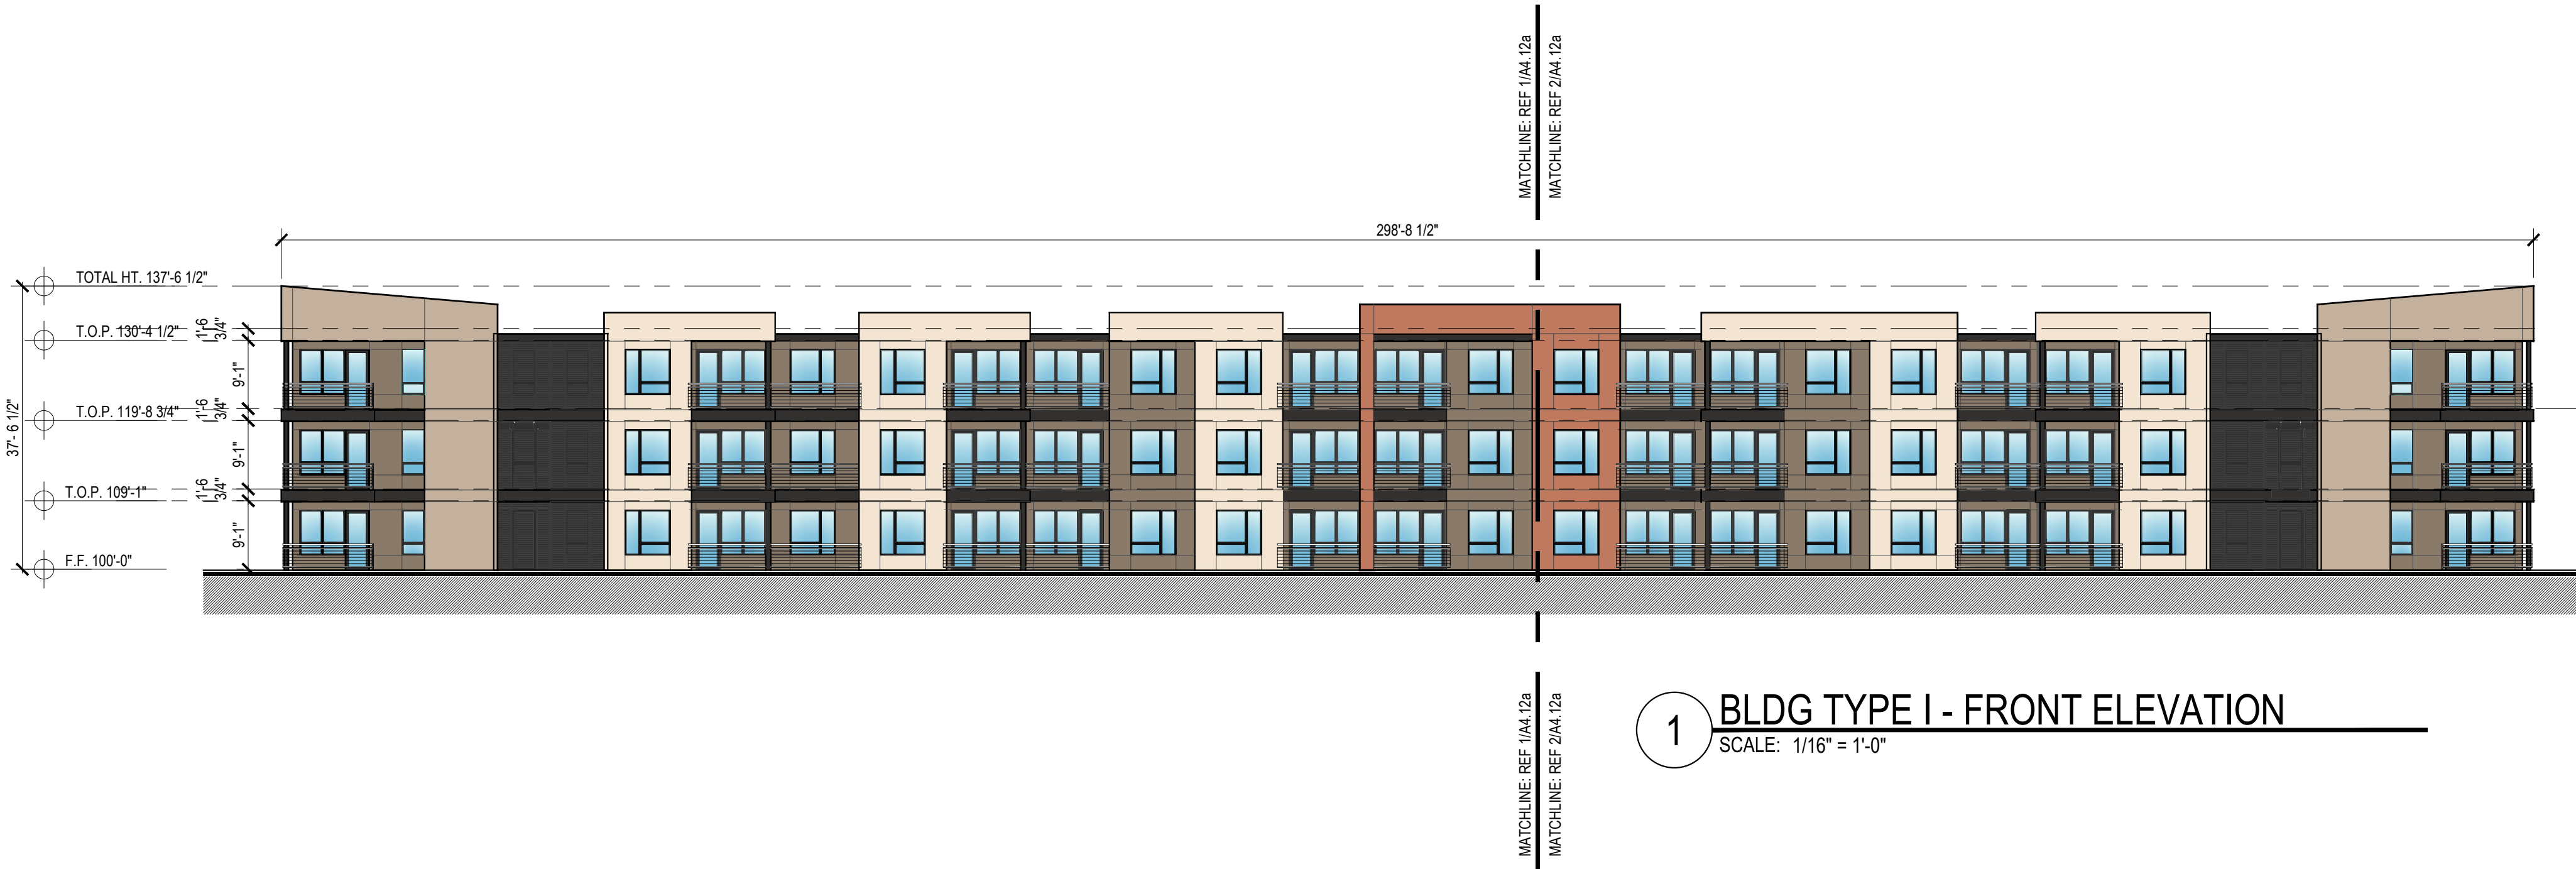 MATCHLINE: REF 1/A4.12a
MATCHLINE: REF 2/A4.12a
298'-8 1/2"
TOTAL HT. 137'-6 1/2"
T.O.P. 130'-4 1/2"
1'-6
3/4"
9'-1"
T.O.P. 119'-8 3/4"
1'-6
3/4"
37'- 6 1/2"
9'-1"
T.O.P. 109'-1"
1'-6
3/4"
9'-1"
F.F. 100'-0"
MATCHLINE: REF 1/A4.12a
MATCHLINE: REF 2/A4.12a
1
BLDG TYPE I - FRONT ELEVATION
SCALE: 1/16" = 1'-0"